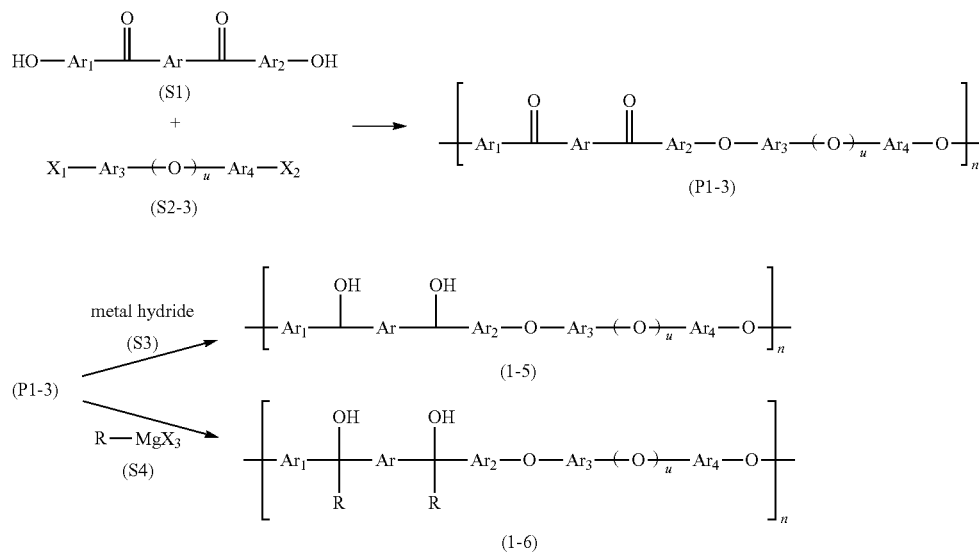 O O O O
HO—Ar1 Ar Ar2—OH
(S1)
+
Ar1 Ar Ar2—O—Ar3—(O)u—Ar4—O n
X1—Ar3—(O)u—Ar4—X2
(P1-3)
(S2-3)
OH OH
metal hydride
(S3)
Ar1 Ar Ar2—O—Ar3—(O)u—Ar4—O n
(1-5)
(P1-3)
OH OH
R—MgX3
(S4)
Ar1 Ar Ar2—O—Ar3—(O)u—Ar4—O n
R R
(1-6)